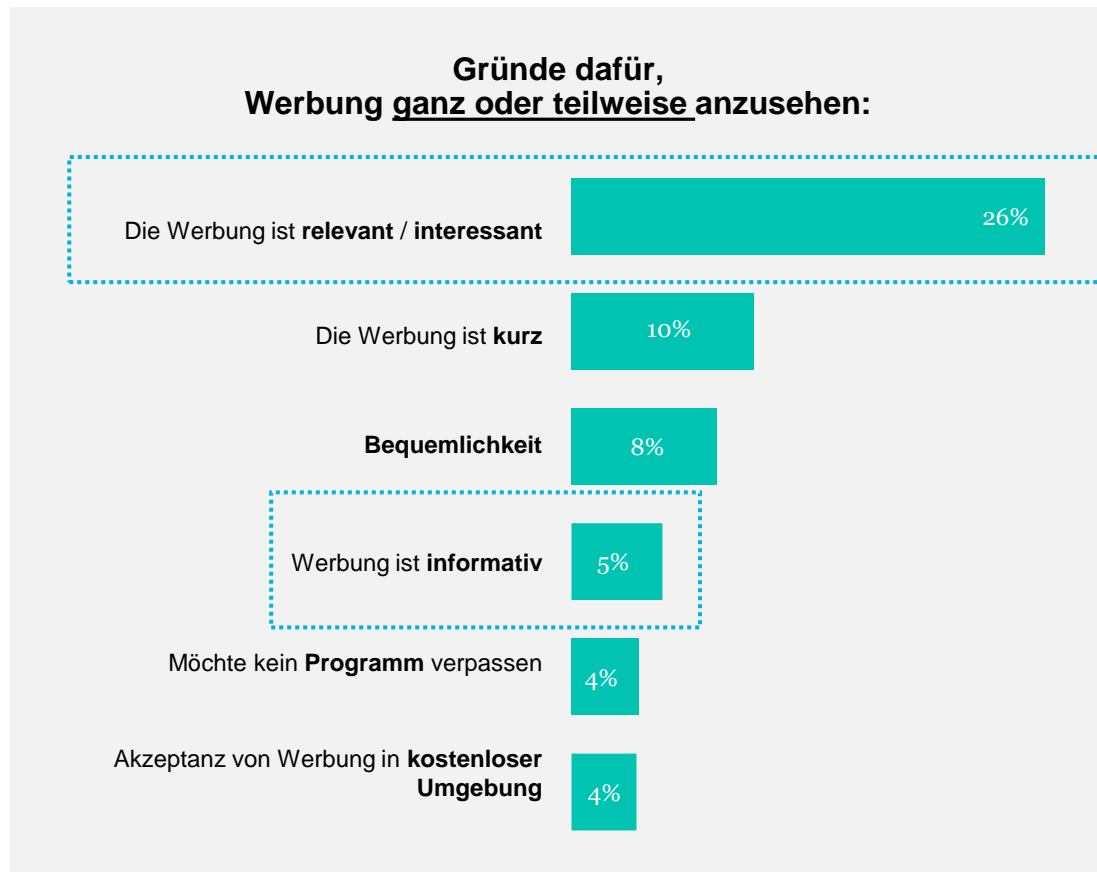 Gründe dafür,
Werbung ganz oder teilweise anzusehen:
Die Werbung ist relevant / interessant
26%
Die Werbung ist kurz
10%
Bequemlichkeit
8%
Werbung ist informativ
5%
Möchte kein Programm verpassen
4%
Akzeptanz von Werbung in kostenloser
Umgebung
4%